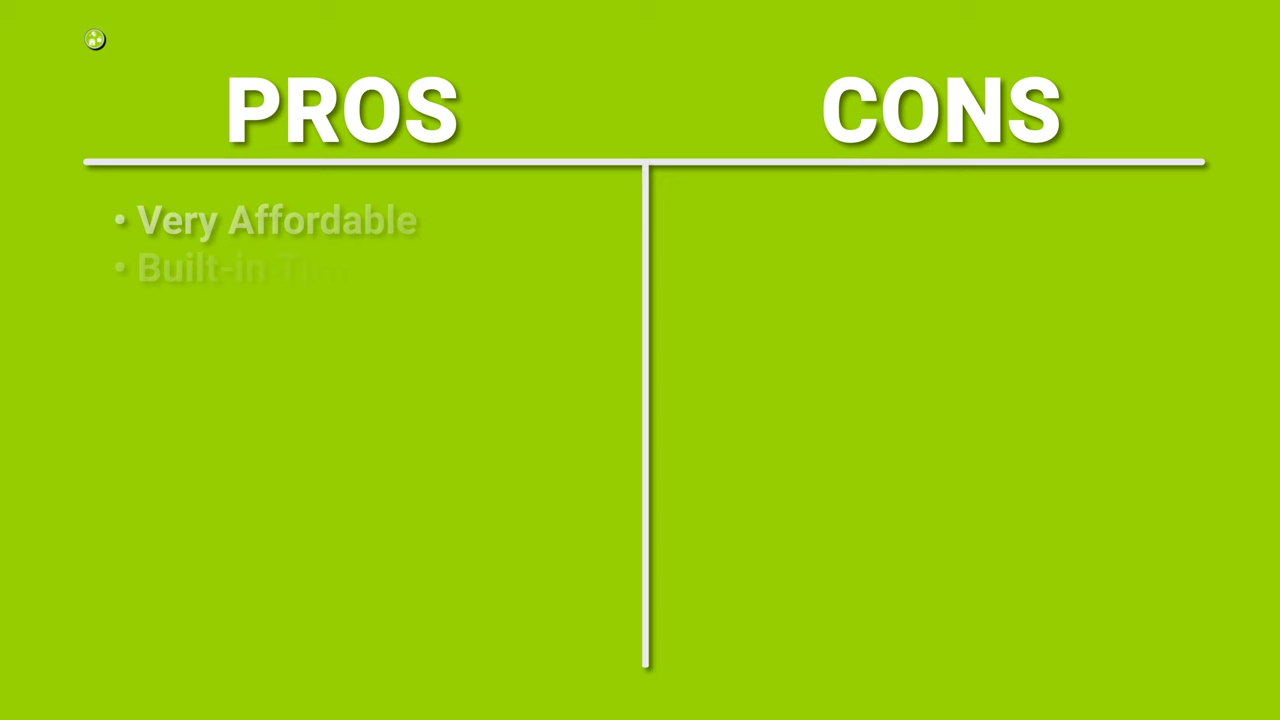 PROS
CONS
• Very Affordable
• Built-in